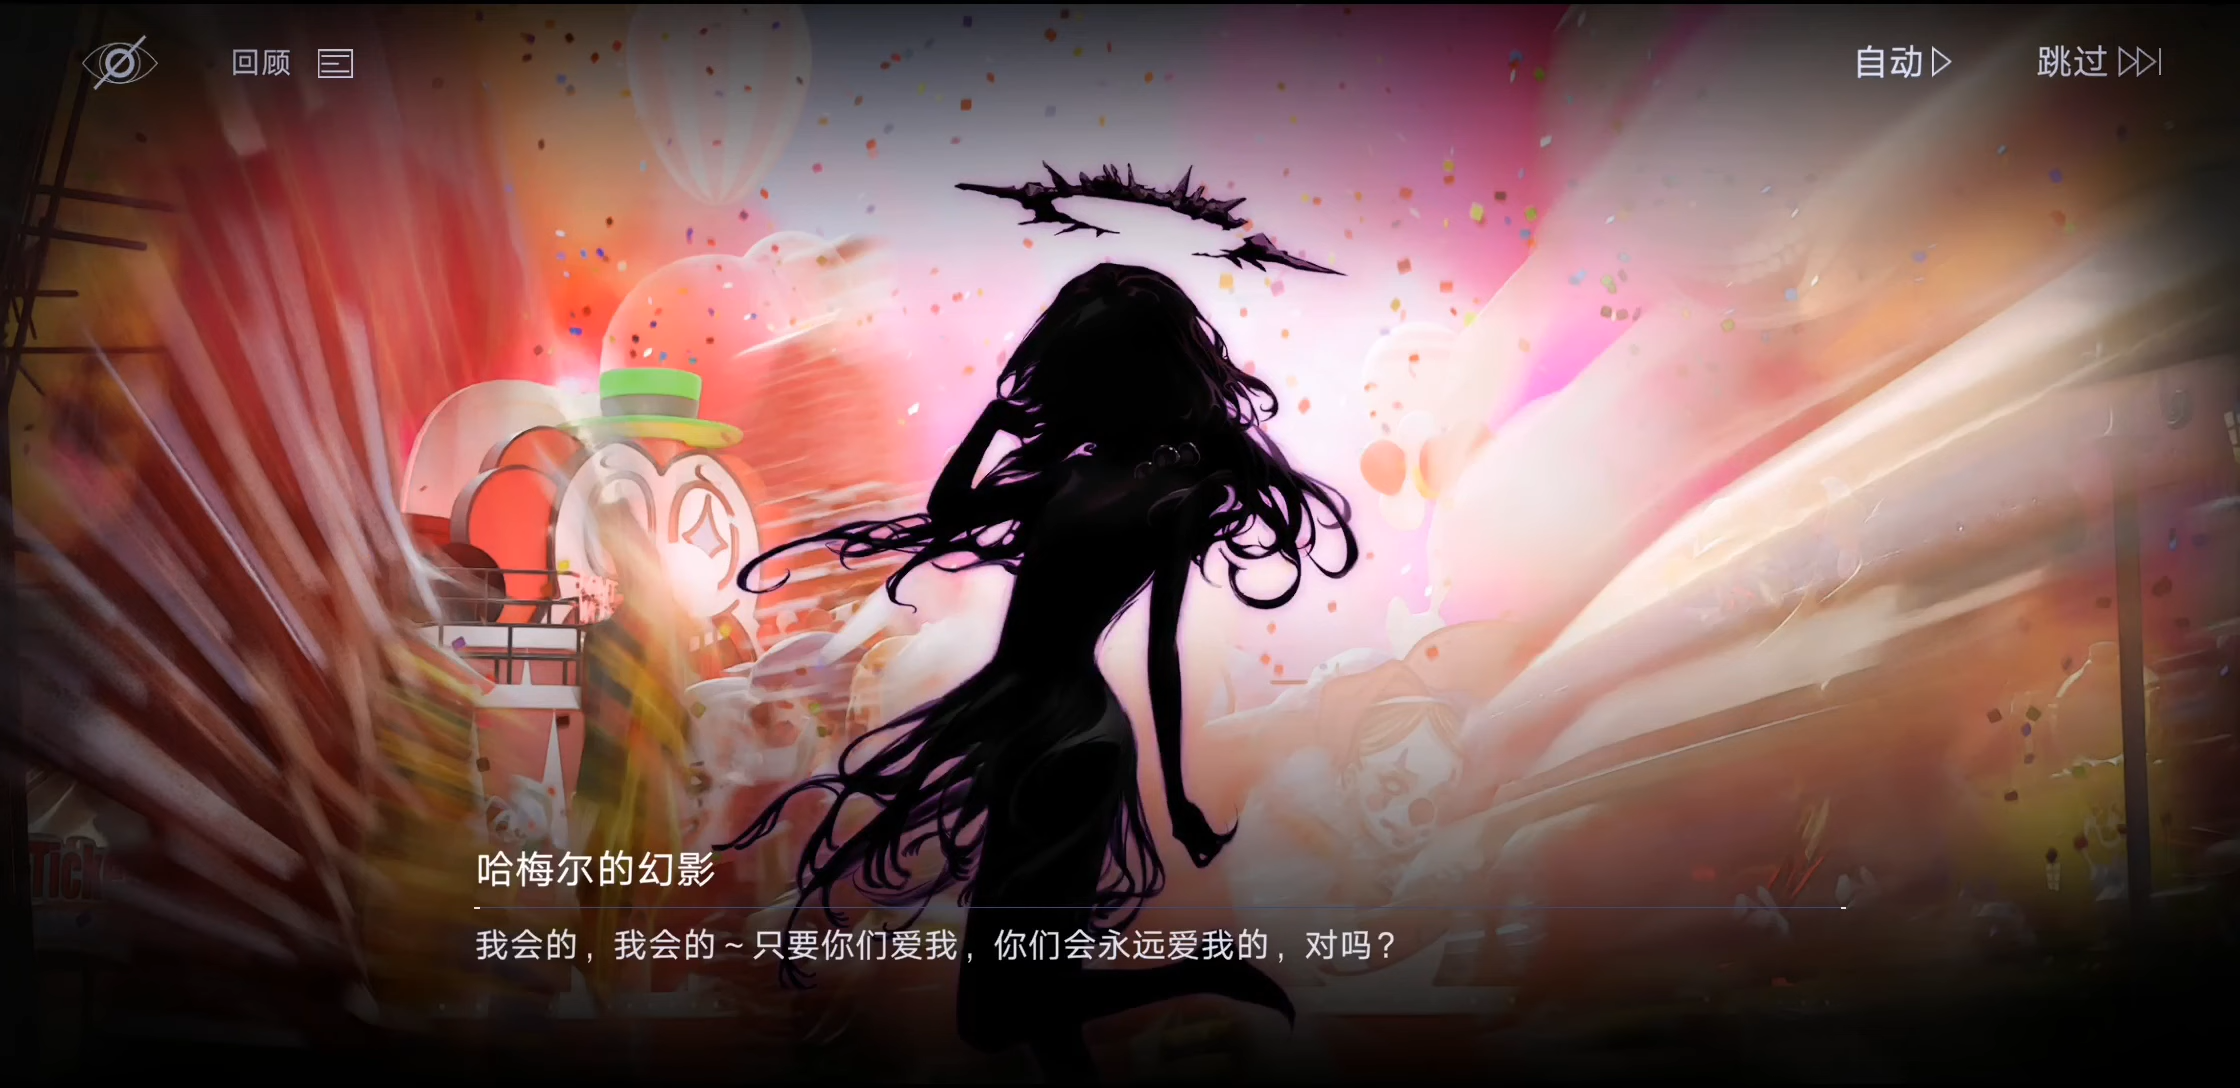 回顾
自动
跳过
Tick
哈梅尔的幻影
我会的，我会的~只要你们爱我，你们会永远爱我的，对吗？